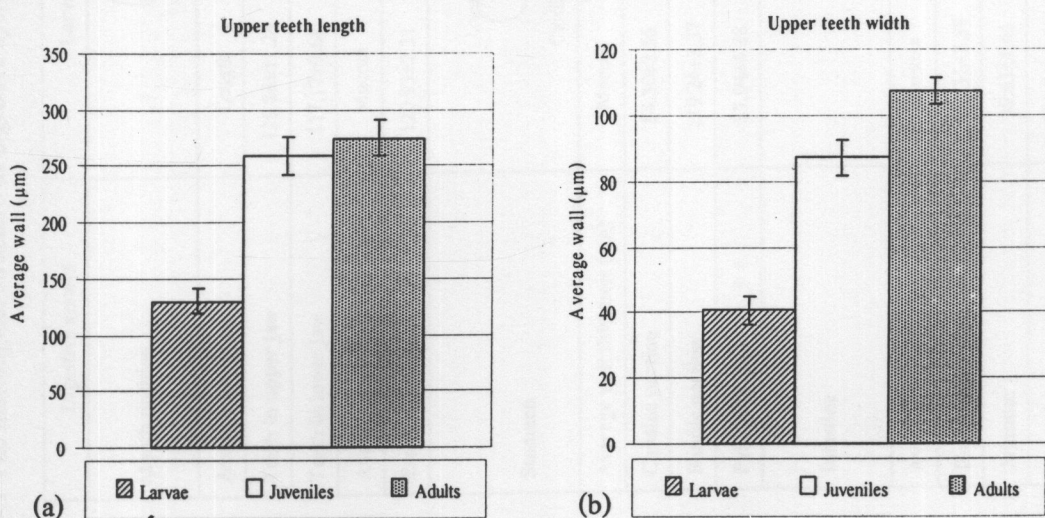 Upper teeth length
Average wall (µm)
350
300
250
200
150
100
50
0
Larvae Juveniles Adults
(a)
Upper teeth width
Average wall (µm)
120
100
80
60
40
20
0
Larvae Juveniles Adults
(b)